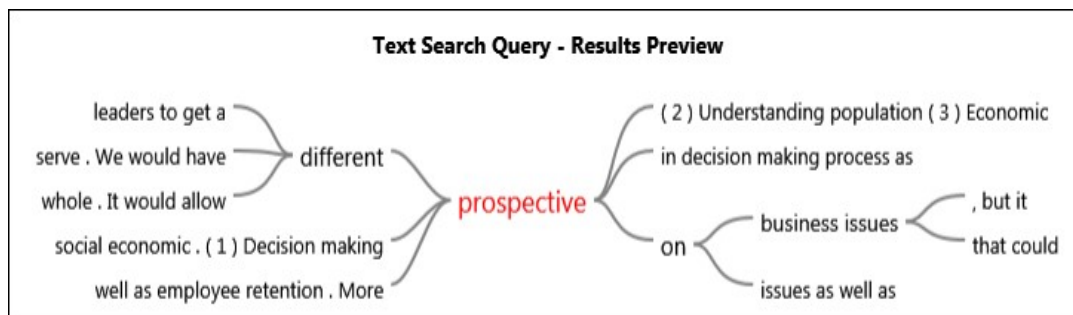 Text Search Query - Results Preview
leaders to get a
serve . We would have
whole . It would allow
different
social economic . ( 1 ) Decision making
well as employee retention . More
prospective
( 2 ) Understanding population ( 3 ) Economic
in decision making process as
on
business issues
, but it
that could
issues as well as